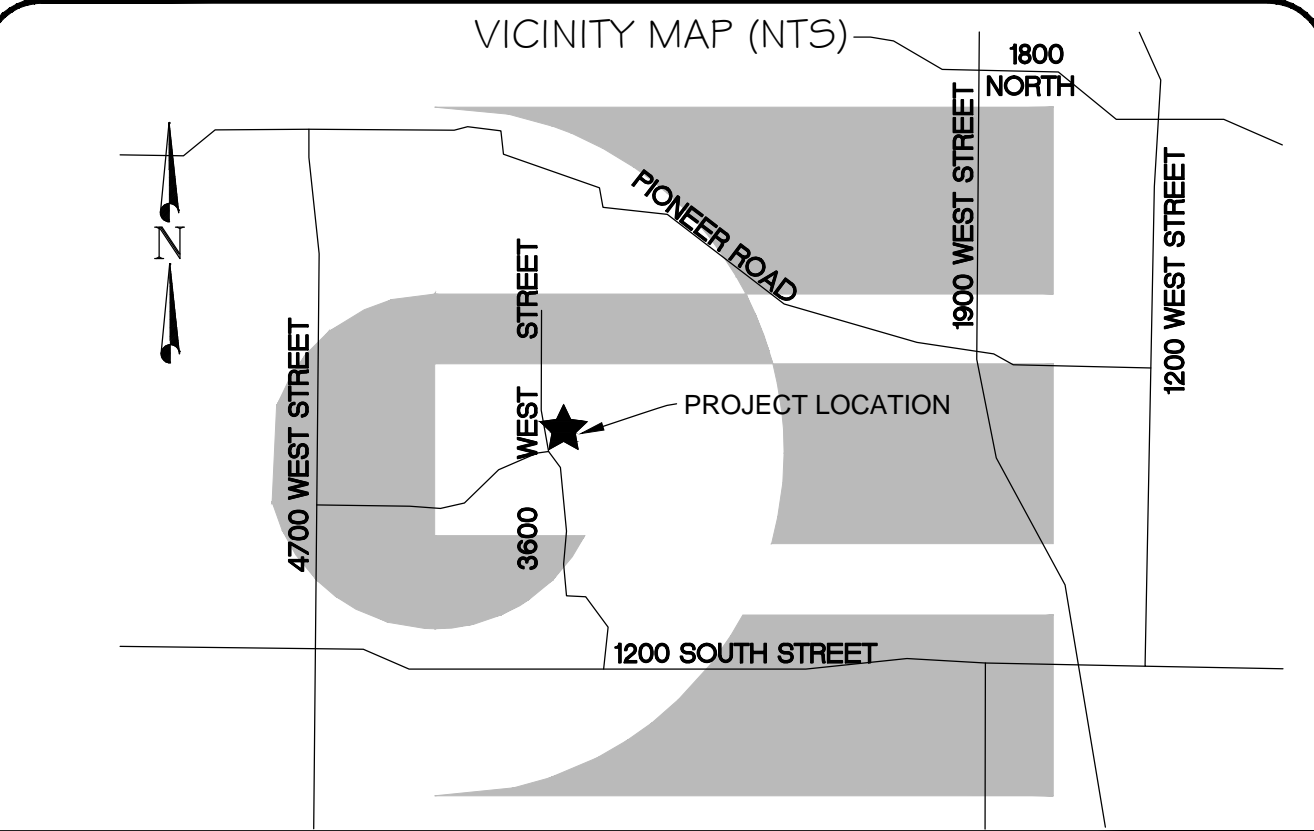 VICINITY MAP (NTS)
1800
NORTH
1900 WEST STREET
1200 WEST STREET
PIONEER ROAD
N
3600 WEST STREET
4700 WEST STREET
PROJECT LOCATION
1200 SOUTH STREET